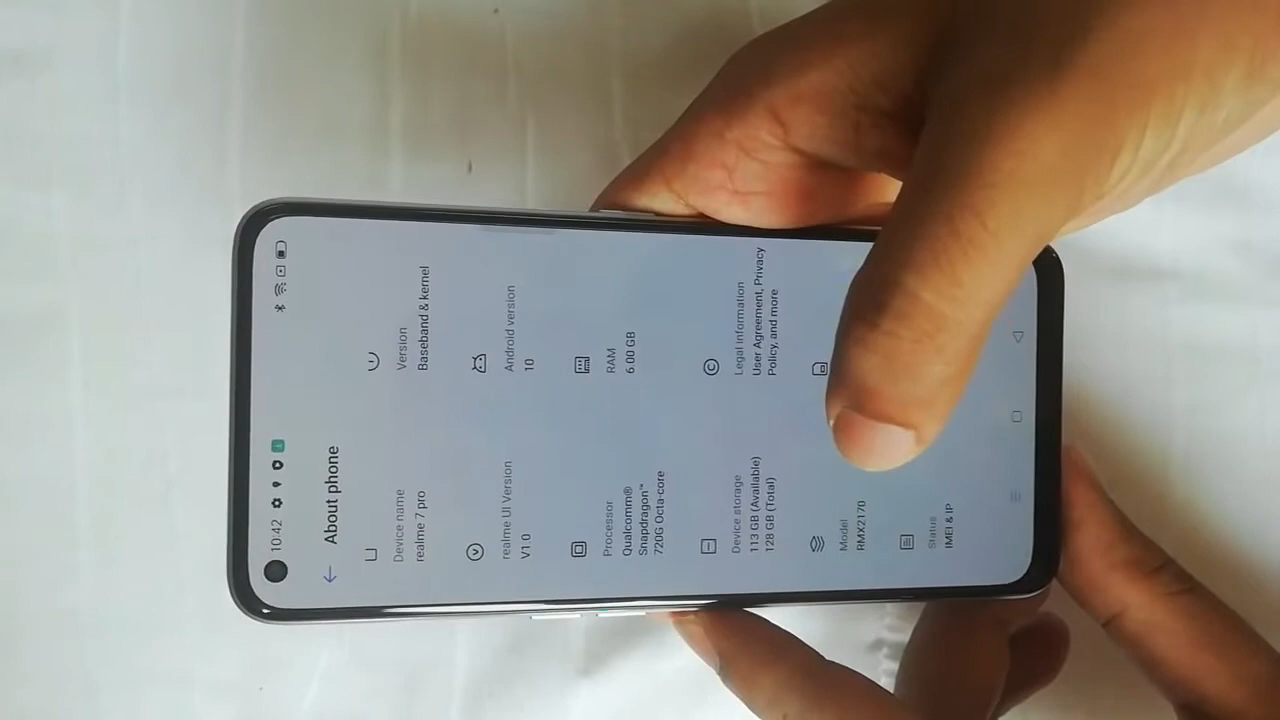 10:42
About phone
Device name
realme 7 pro
Version
Baseband & kernel
realme UI Version
V1.0
Android version
10
Processor
Qualcomm®
Snapdragon™
720G Octa-core
RAM
6.00 GB
Device storage
113 GB (Available)
128 GB (Total)
Legal information
User Agreement, Privacy
Policy, and more
Model
RMX2170
Status
IMEI & IP